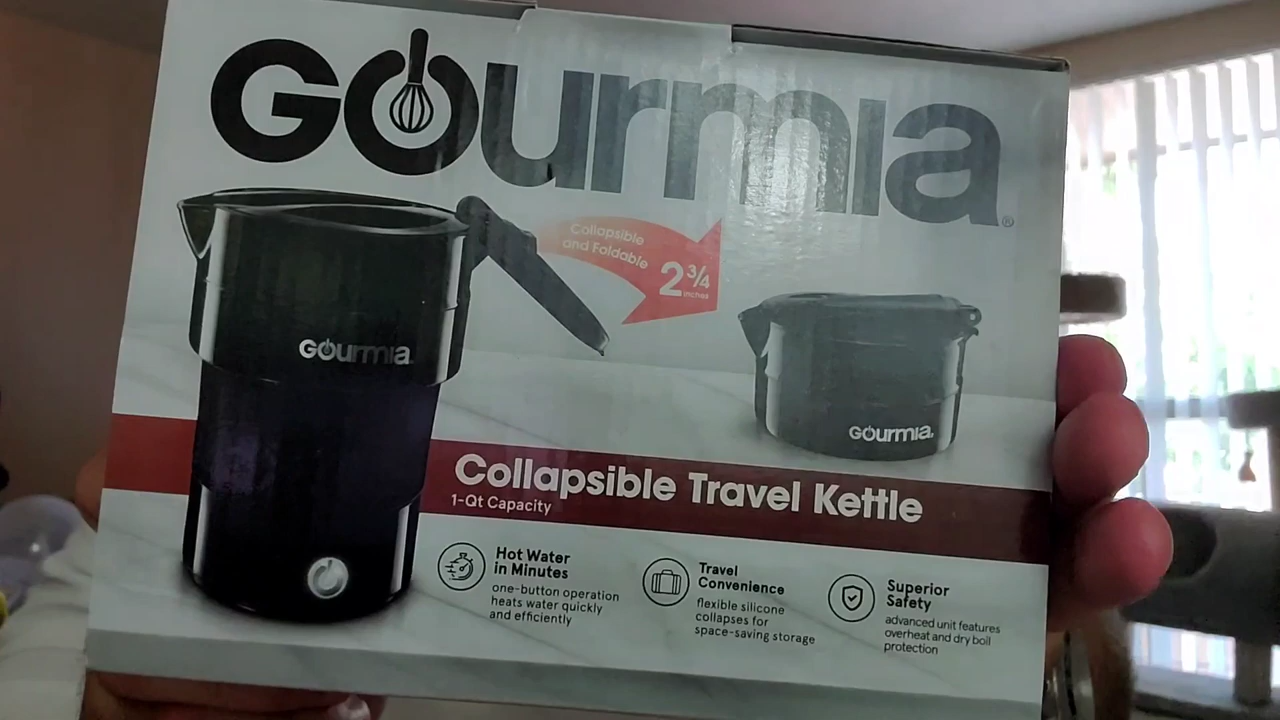 Gourmia®
Collapsible
and Foldable
2 3/4
inches
Gourmia
Gourmia
Collapsible Travel Kettle
1-Qt Capacity
Hot Water
in Minutes
one-button operation
heats water quickly
and efficiently
Travel
Convenience
flexible silicone
collapses for
space-saving storage
Superior
Safety
advanced unit features
overheat and dry boil
protection